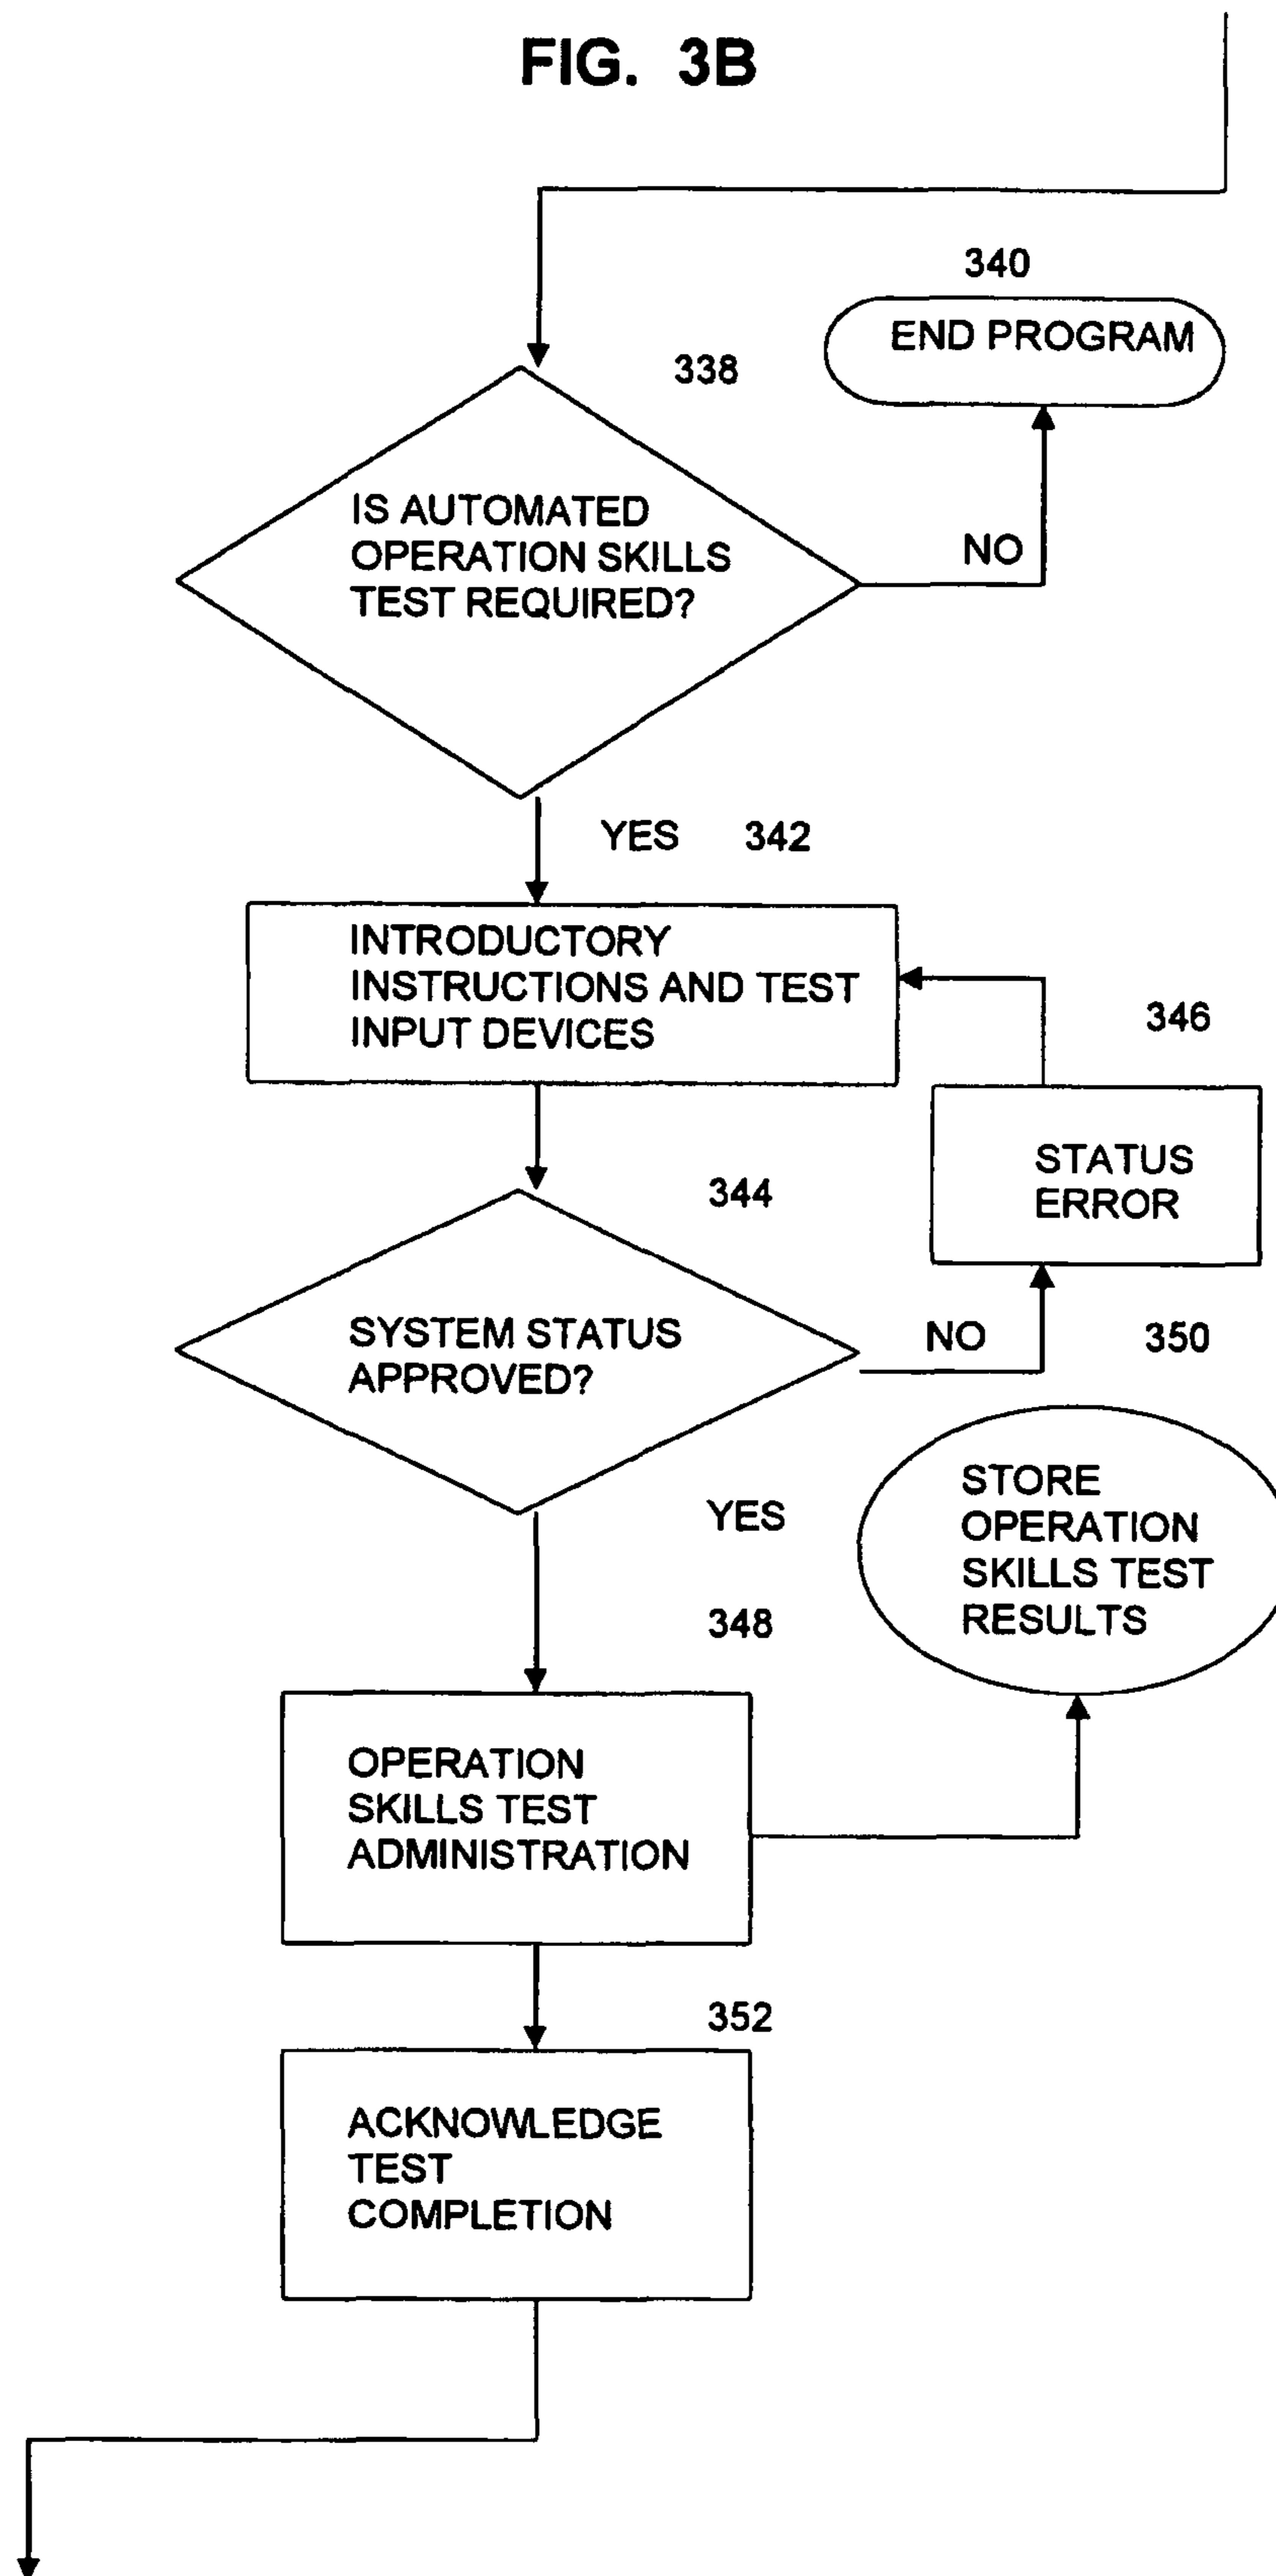 FIG. 3B
340
END PROGRAM
338
IS AUTOMATED
OPERATION SKILLS
TEST REQUIRED?
NO
YES 342
INTRODUCTORY
INSTRUCTIONS AND TEST
INPUT DEVICES
346
STATUS
ERROR
344
SYSTEM STATUS
APPROVED?
NO
350
STORE
OPERATION
SKILLS TEST
RESULTS
YES
348
OPERATION
SKILLS TEST
ADMINISTRATION
352
ACKNOWLEDGE
TEST
COMPLETION